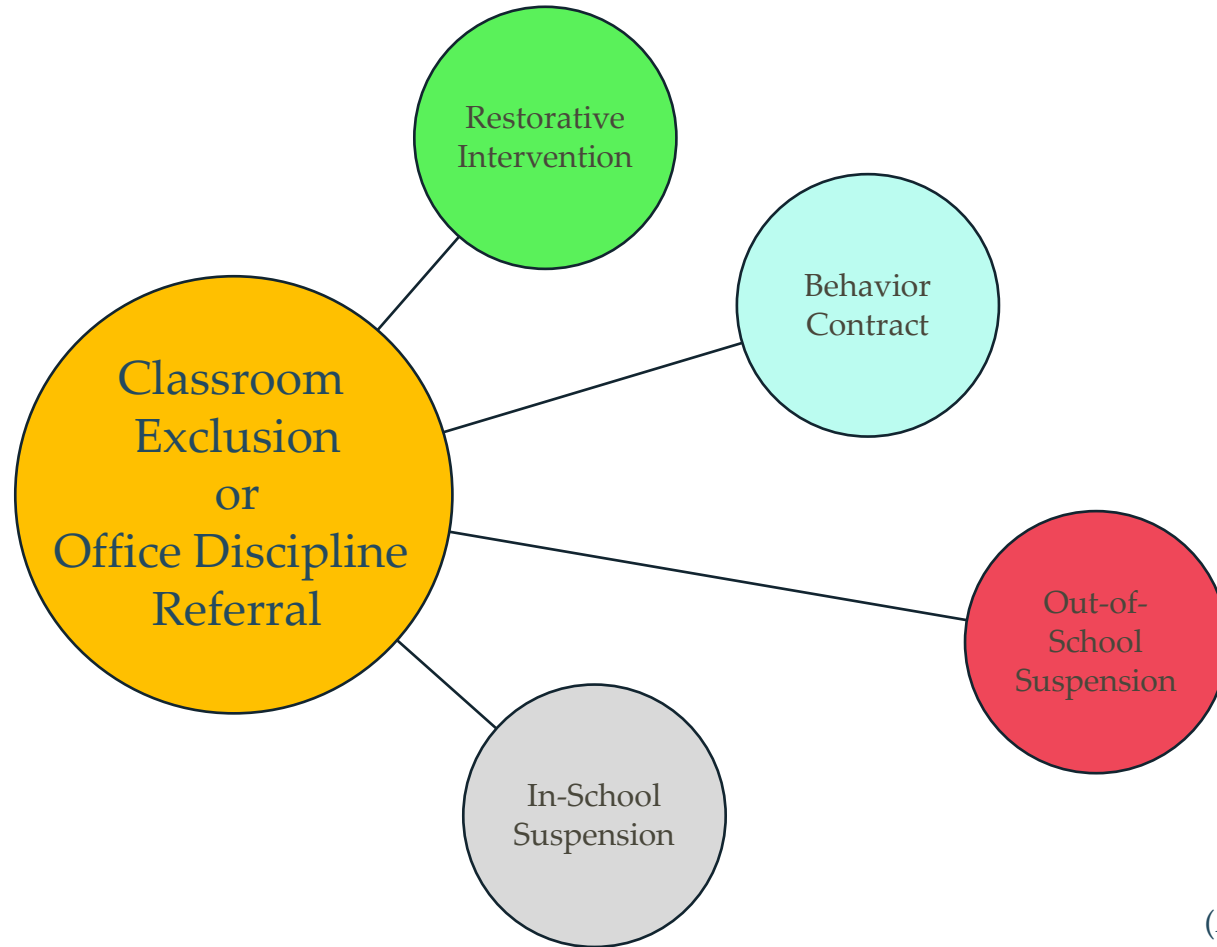 Restorative
Intervention
Behavior
Contract
Classroom
Exclusion
or
Office Discipline
Referral
Out-of-
School
Suspension
In-School
Suspension
(